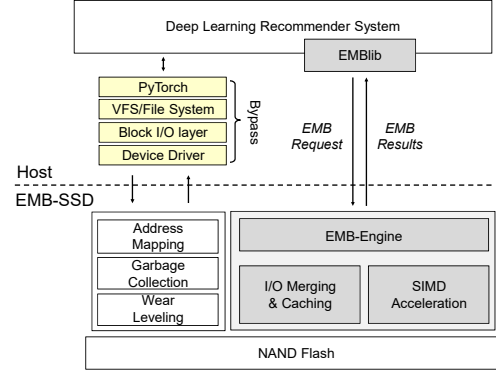 Deep Learning Recommender System
EMBlib
PyTorch
VFS/File System
Block I/O layer
Device Driver
Bypass
EMB
Request
EMB
Results
Host
EMB-SSD
Address
Mapping
Garbage
Collection
Wear
Leveling
EMB-Engine
I/O Merging
& Caching
SIMD
Acceleration
NAND Flash